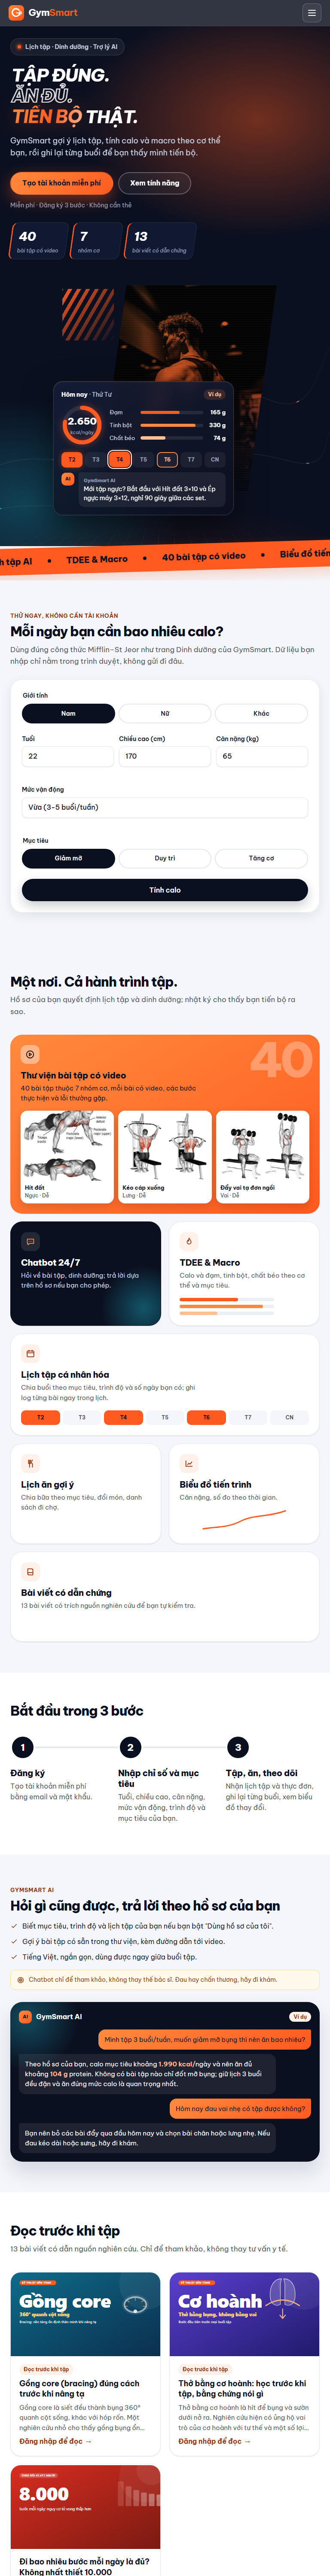 GymSmart
Lịch tập · Dinh dưỡng · Trợ lý AI
TẬP ĐÚNG.
ĂN ĐỦ.
TIẾN BỘ THẬT.
GymSmart gợi ý lịch tập, tính calo và macro theo cơ thể
bạn, rồi ghi lại từng buổi để bạn thấy mình tiến bộ.
Tạo tài khoản miễn phí
Xem tính năng
Miễn phí · Đăng ký 3 bước · Không cần thẻ
40
bài tập có video
7
nhóm cơ
13
bài viết có dẫn chứng
Hôm nay · Thứ Tư
Ví dụ
2.650
kcal/ngày
Đạm 165 g
Tinh bột 330 g
Chất béo 74 g
T2 T3 T4 T5 T6 T7 CN
AI
GymSmart AI
Mới tập ngực? Bắt đầu với Hít đất 3×10 và Ép
ngực máy 3×12, nghỉ 90 giây giữa các set.
h tập AI • TDEE & Macro • 40 bài tập có video • Biểu đồ tiến
THỬ NGAY, KHÔNG CẦN TÀI KHOẢN
Mỗi ngày bạn cần bao nhiêu calo?
Dùng đúng công thức Mifflin–St Jeor như trang Dinh dưỡng của GymSmart. Dữ liệu bạn
nhập chỉ nằm trong trình duyệt, không gửi đi đâu.
Giới tính
Nam
Nữ
Khác
Tuổi
Chiều cao (cm)
Cân nặng (kg)
22
170
65
Mức vận động
Vừa (3-5 buổi/tuần)
Mục tiêu
Giảm mỡ
Duy trì
Tăng cơ
Tính calo
Một nơi. Cả hành trình tập.
Hồ sơ của bạn quyết định lịch tập và dinh dưỡng; nhật ký cho thấy bạn tiến bộ ra
sao.
40
Thư viện bài tập có video
40 bài tập thuộc 7 nhóm cơ, mỗi bài có video, các bước
thực hiện và lỗi thường gặp.
Hít đất
Ngực · Dễ
Kéo cáp xuống
Lưng · Dễ
Đẩy vai tạ đơn ngồi
Vai · Dễ
Chatbot 24/7
Hỏi về bài tập, dinh dưỡng; trả lời dựa
trên hồ sơ nếu bạn cho phép.
TDEE & Macro
Calo và đạm, tinh bột, chất béo theo cơ
thể và mục tiêu.
Lịch tập cá nhân hóa
Chia buổi theo mục tiêu, trình độ và số ngày bạn có; ghi
log từng bài ngay trong lịch.
T2 T3 T4 T5 T6 T7 CN
Lịch ăn gợi ý
Chia bữa theo mục tiêu, đổi món, danh
sách đi chợ.
Biểu đồ tiến trình
Cân nặng, số đo theo thời gian.
Bài viết có dẫn chứng
13 bài viết có trích nguồn nghiên cứu để bạn tự kiểm tra.
Bắt đầu trong 3 bước
1
Đăng ký
Tạo tài khoản miễn phí
bằng email và mật khẩu.
2
Nhập chỉ số và mục
tiêu
Tuổi, chiều cao, cân nặng,
mức vận động, trình độ và
mục tiêu của bạn.
3
Tập, ăn, theo dõi
Nhận lịch tập và thực đơn,
ghi lại từng buổi, xem biểu
đồ thay đổi.
GYMSMART AI
Hỏi gì cũng được, trả lời theo hồ sơ của bạn
Biết mục tiêu, trình độ và lịch tập của bạn nếu bạn bật "Dùng hồ sơ của tôi".
Gợi ý bài tập có sẵn trong thư viện, kèm đường dẫn tới video.
Tiếng Việt, ngắn gọn, dùng được ngay giữa buổi tập.
Chatbot chỉ để tham khảo, không thay thế bác sĩ. Đau hay chấn thương, hãy đi khám.
AI GymSmart AI
Ví dụ
Mình tập 3 buổi/tuần, muốn giảm mỡ bụng thì nên ăn bao nhiêu?
Theo hồ sơ của bạn, calo mục tiêu khoảng 1.990 kcal/ngày và nên ăn đủ
khoảng 104 g protein. Không có bài tập nào chỉ đốt mỡ bụng; giữ lịch 3 buổi
đều đặn và ăn đúng mức calo là quan trọng nhất.
Hôm nay đau vai nhẹ có tập được không?
Bạn nên bỏ các bài đẩy qua đầu hôm nay và chọn bài chân hoặc lưng nhẹ. Nếu
đau kéo dài hoặc sưng, hãy đi khám.
Đọc trước khi tập
13 bài viết có dẫn nguồn nghiên cứu. Chỉ để tham khảo, không thay tư vấn y tế.
Gồng core
360° quanh cột sống
Đọc trước khi tập
Gồng core (bracing) đúng cách
trước khi nâng tạ
Gồng core là siết đều thành bụng 360°
quanh cột sống, khác với hóp rốn. Một
nghiên cứu nhỏ cho thấy gồng bụng ổn...
Đăng nhập để đọc →
Cơ hoành
Thở bằng bụng, không bằng vai
Đọc trước khi tập
Thở bằng cơ hoành: học trước khi
tập, bằng chứng nói gì
Thở bằng cơ hoành là hít để bụng và sườn
dưới nở ra. Nghiên cứu hiện có ủng hộ vai
trò của cơ hoành với tư thế và một số lợi...
Đăng nhập để đọc →
8.000
Đi bao nhiêu bước mỗi ngày là đủ?
Không nhất thiết 10.000